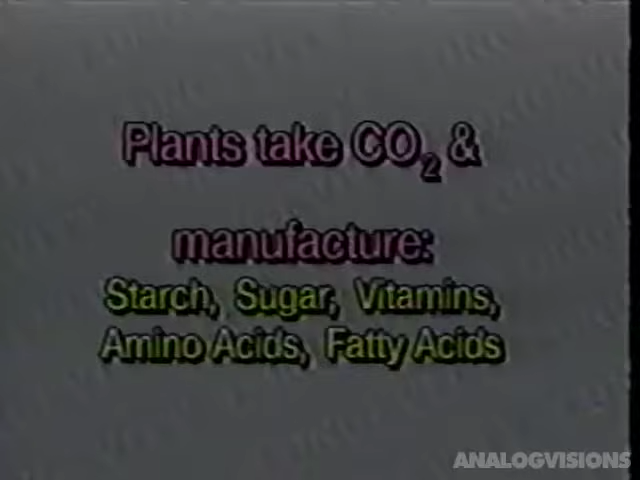 Plants take CO₂ &
manufacture:
Starch, Sugar, Vitamins,
Amino Acids, Fatty Acids
ANALOGVISIONS